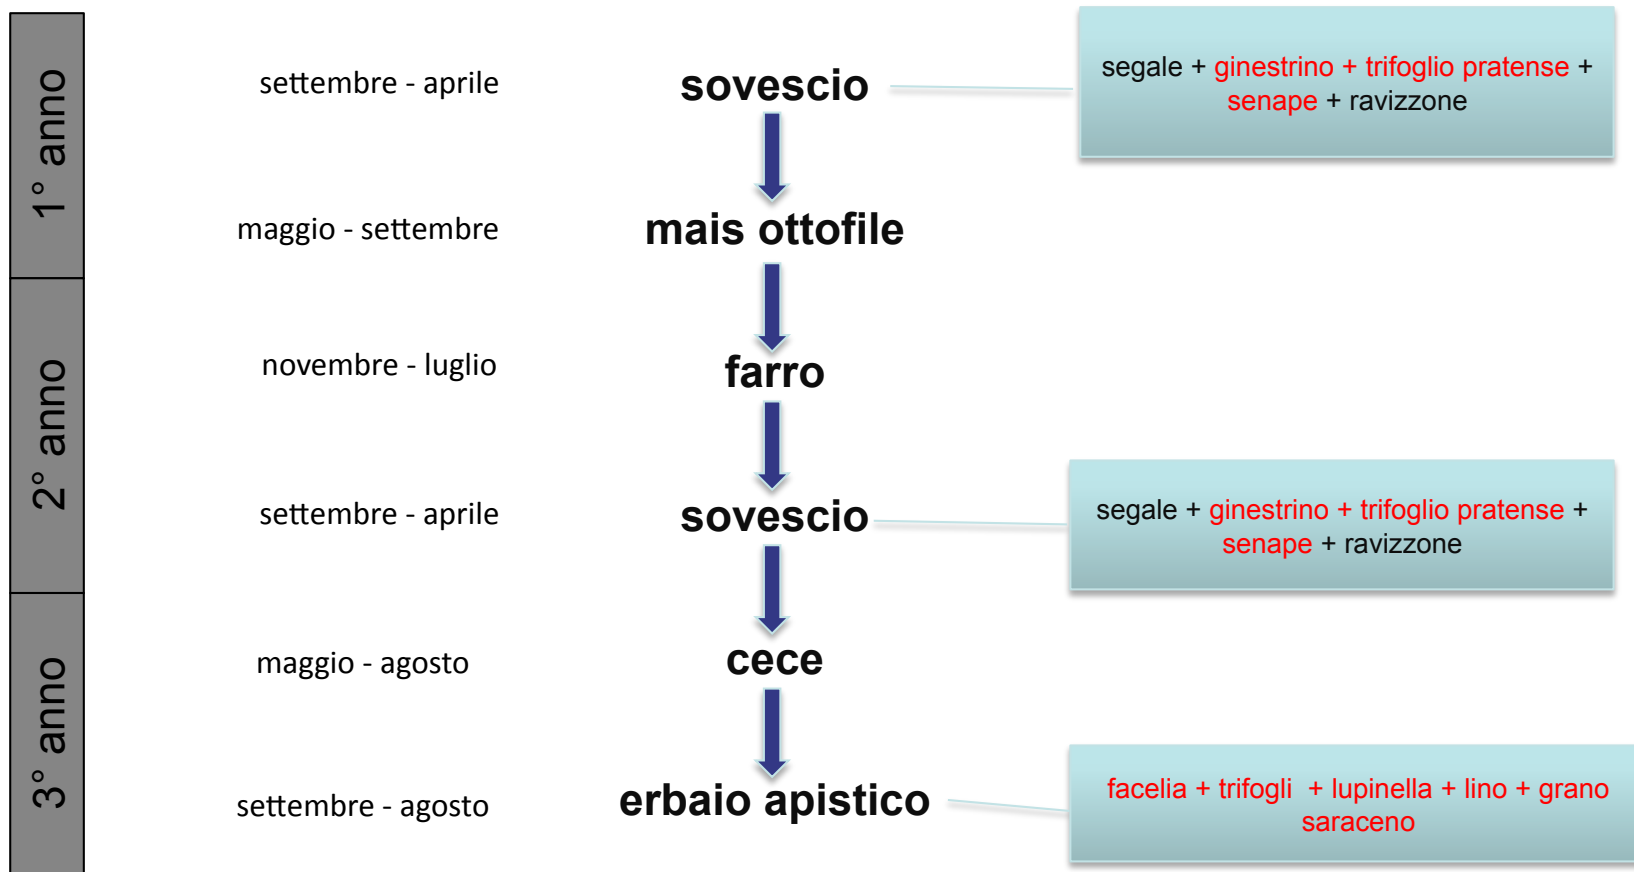 1° anno
settembre - aprile
sovescio
segale + ginestrino + trifoglio pratense +
senape + ravizzone
maggio - settembre
mais ottofile
2° anno
novembre - luglio
farro
settembre - aprile
sovescio
segale + ginestrino + trifoglio pratense +
senape + ravizzone
3° anno
maggio - agosto
cece
settembre - agosto
erbaio apistico
facelia + trifogli + lupinella + lino + grano
saraceno